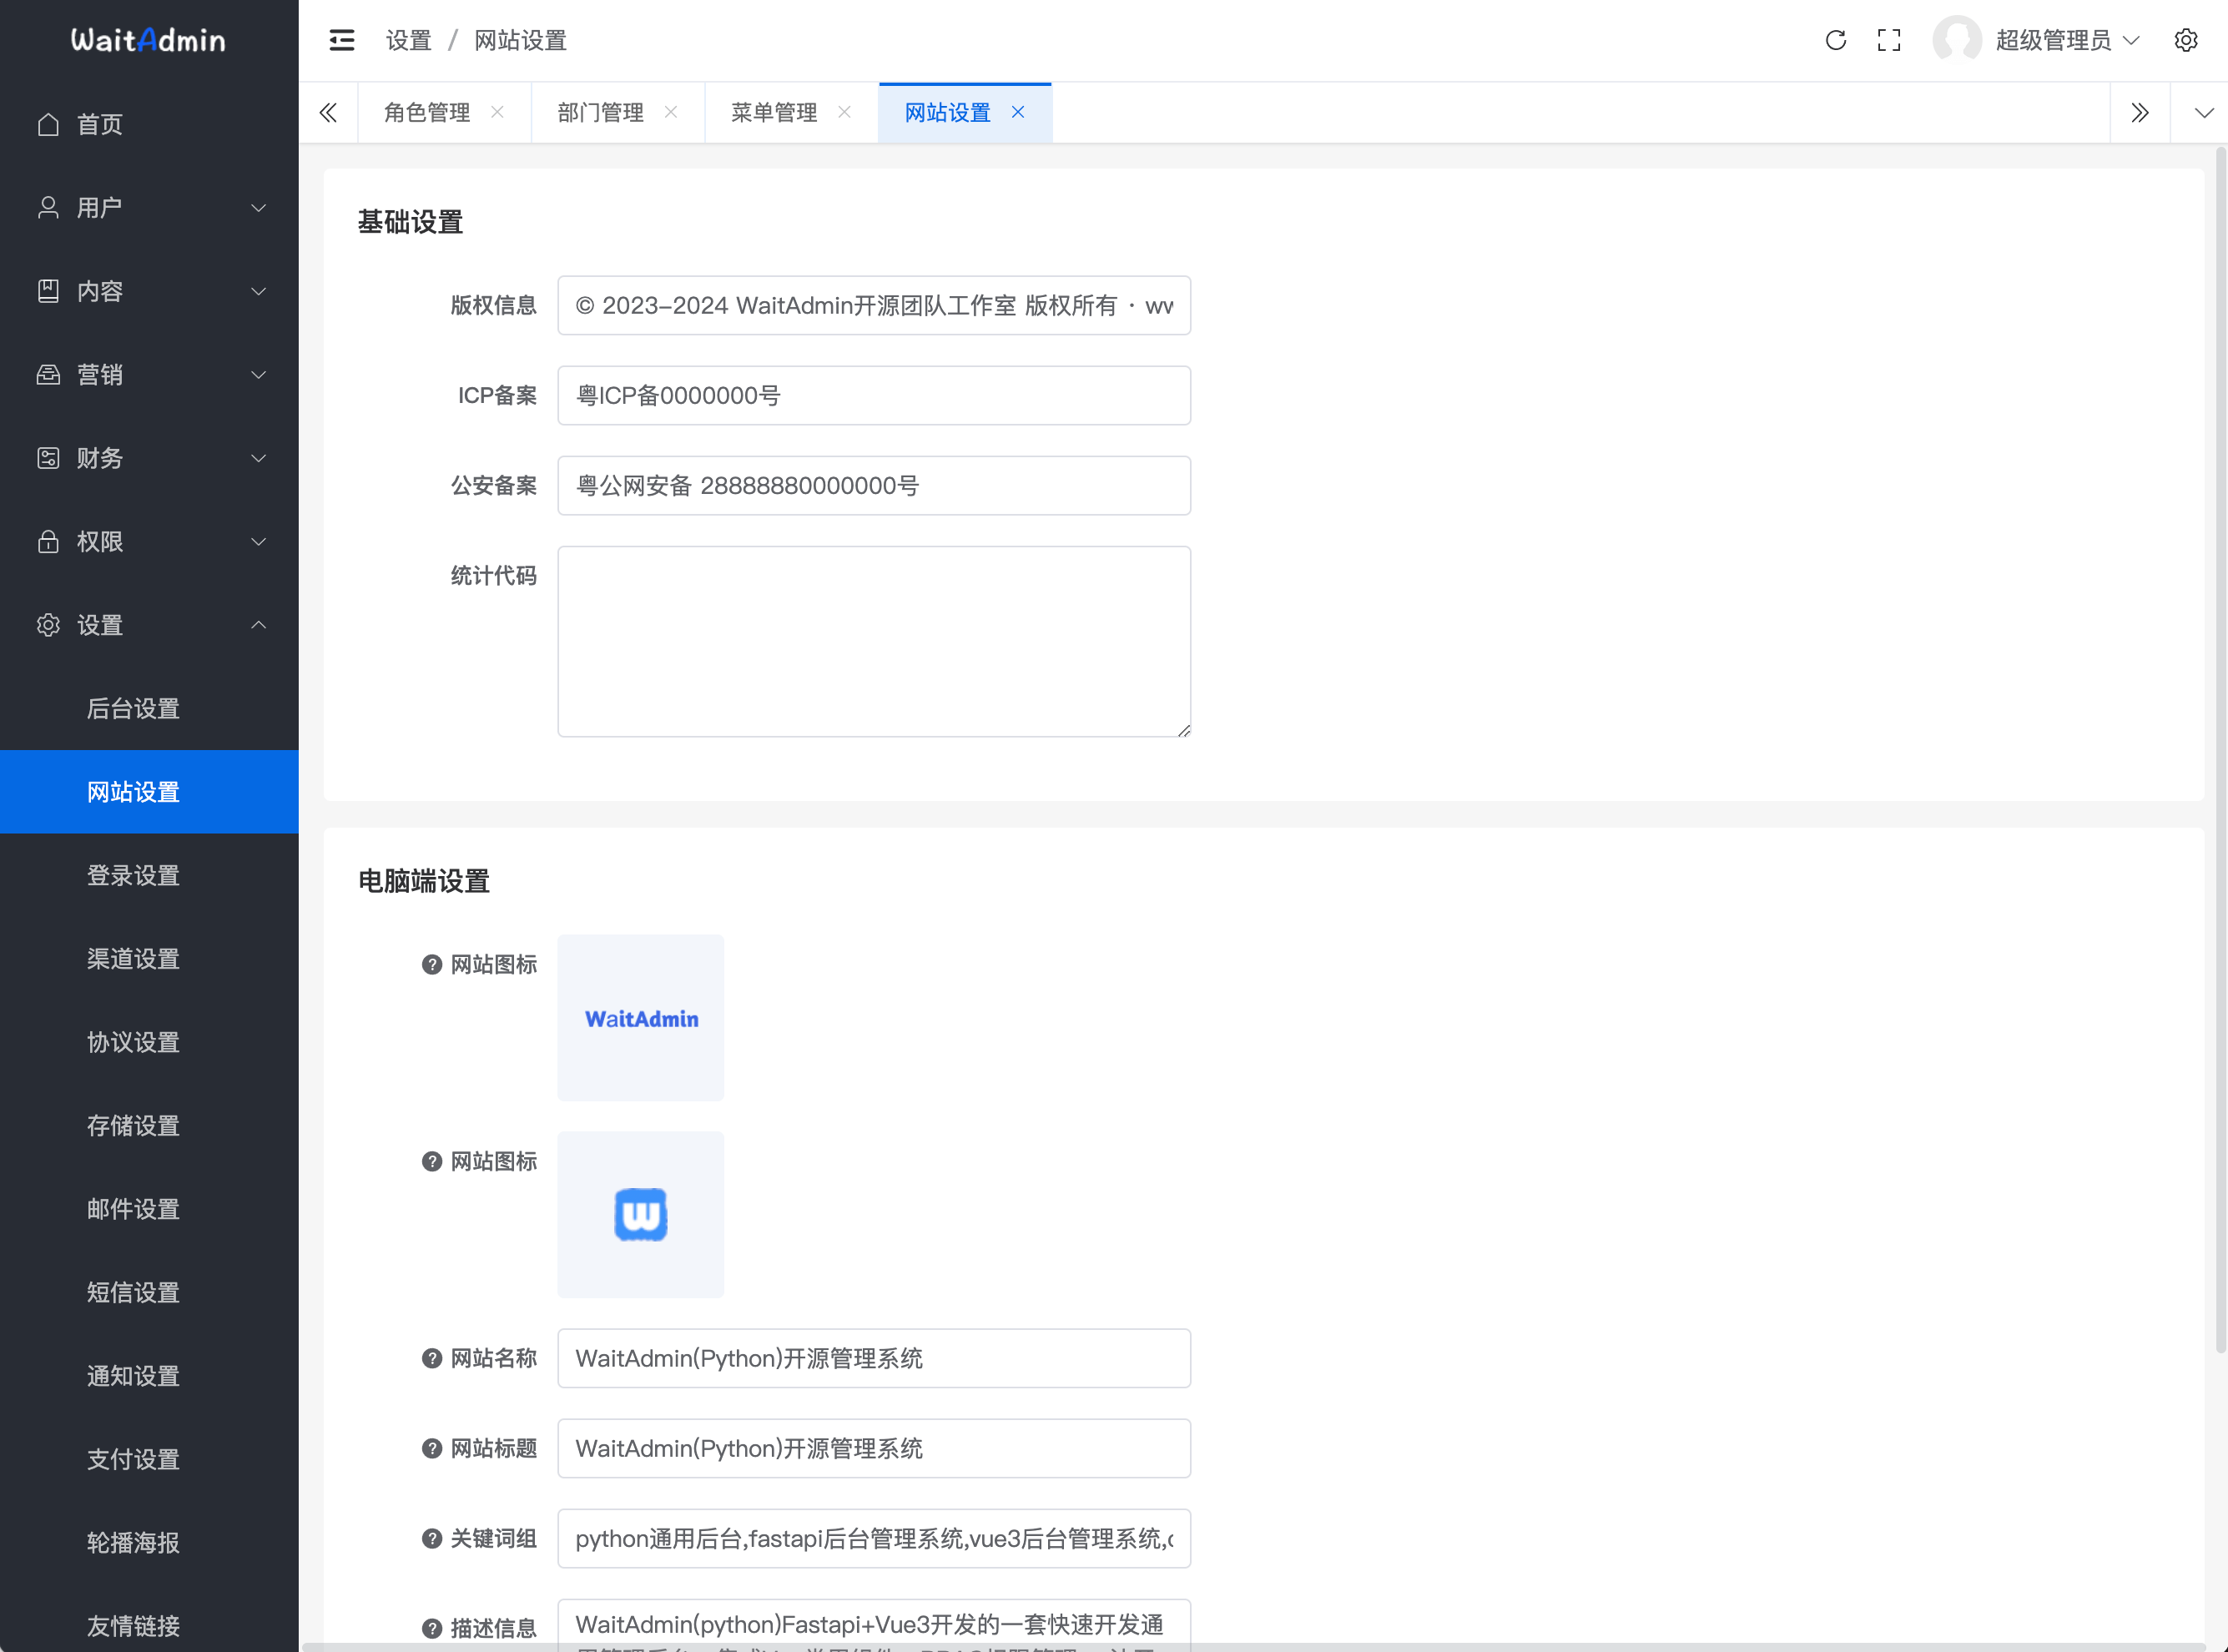 WaitAdmin
首页
用户
内容
营销
财务
权限
设置
后台设置
网站设置
登录设置
渠道设置
协议设置
存储设置
邮件设置
短信设置
通知设置
支付设置
轮播海报
友情链接
设置 / 网站设置
超级管理员
角色管理
部门管理
菜单管理
网站设置
基础设置
版权信息
© 2023-2024 WaitAdmin开源团队工作室 版权所有 · ww
ICP备案
粤ICP备0000000号
公安备案
粤公网安备 28888880000000号
统计代码
电脑端设置
网站图标
WaitAdmin
网站图标
W
网站名称
WaitAdmin(Python)开源管理系统
网站标题
WaitAdmin(Python)开源管理系统
关键词组
python通用后台,fastapi后台管理系统,vue3后台管理系统,
描述信息
WaitAdmin(python)Fastapi+Vue3开发的一套快速开发通